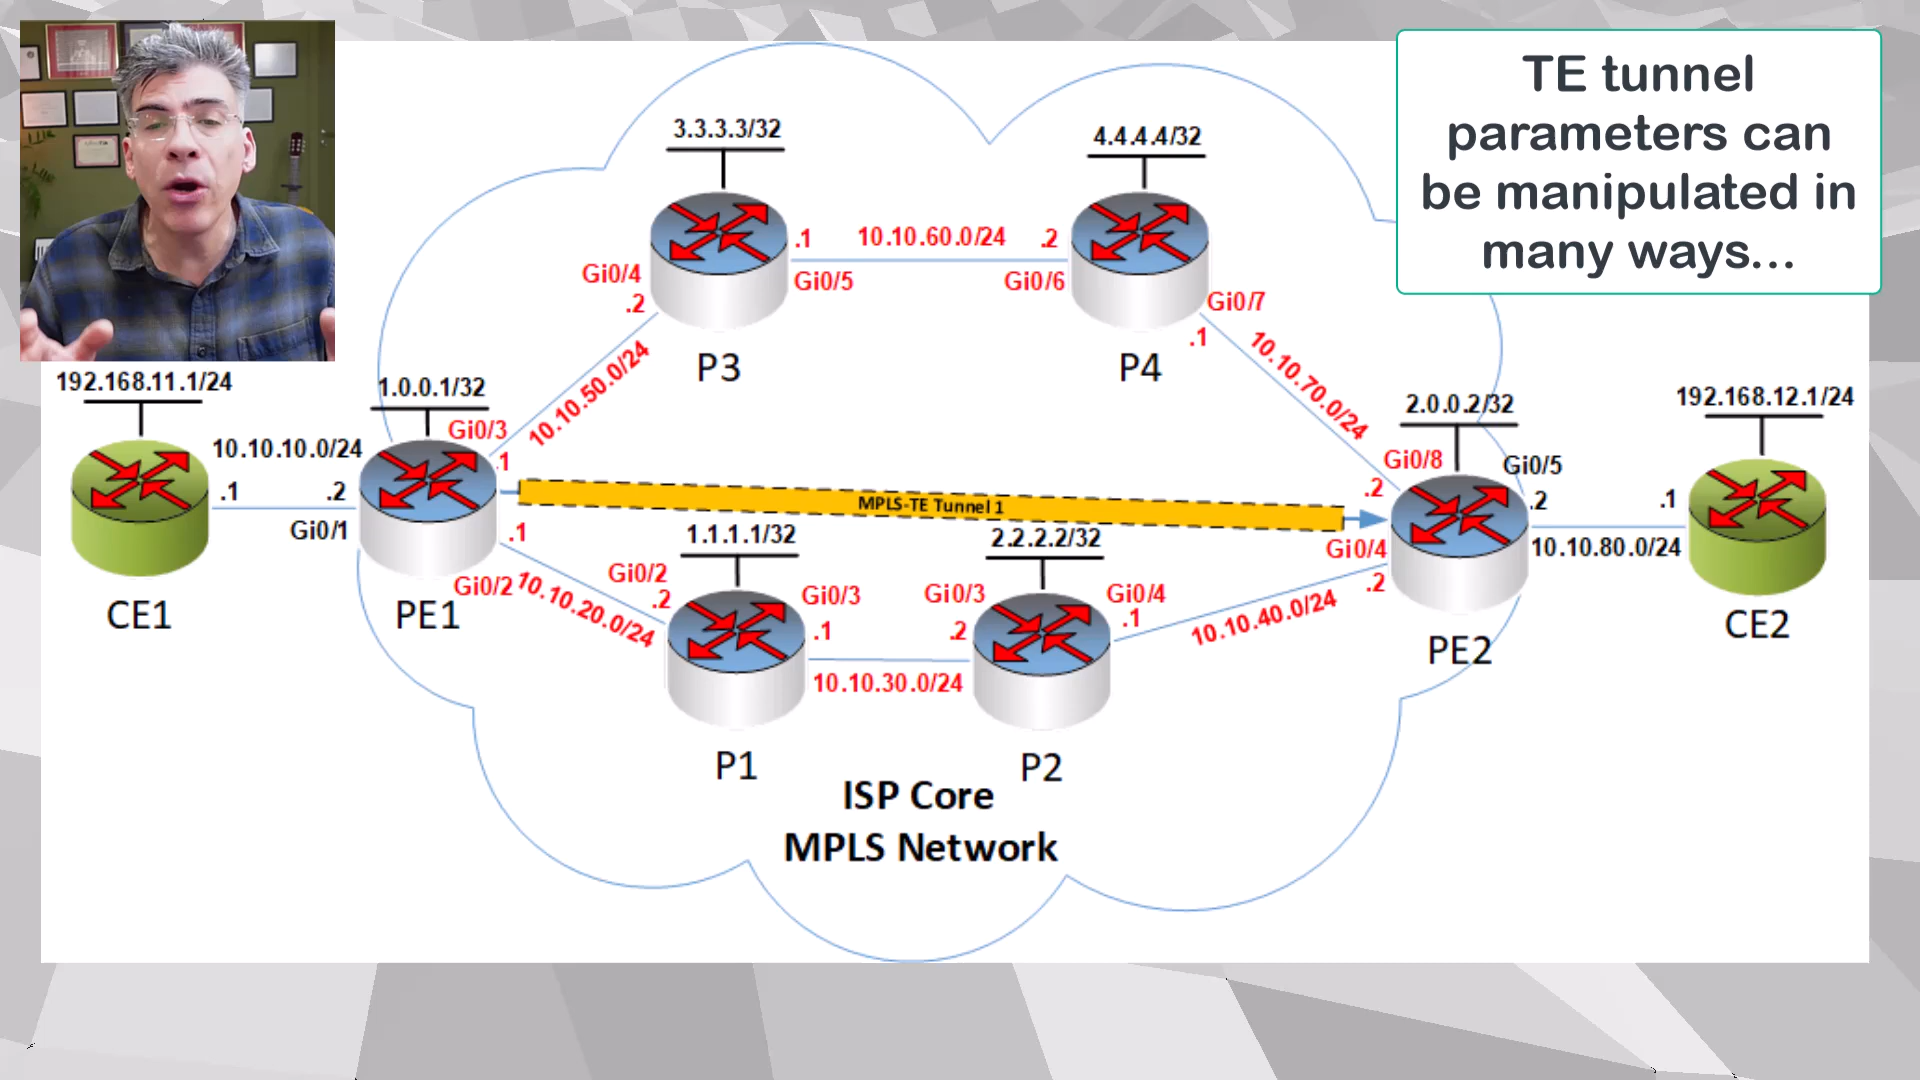 TE tunnel
parameters can
be manipulated in
many ways...
3.3.3.3/32
4.4.4.4/32
.1
10.10.60.0/24
.2
Gi0/4
Gi0/5
Gi0/6
.2
Gi0/7
.1
P3
P4
10.10.50.0/24
10.10.70.0/24
192.168.11.1/24
1.0.0.1/32
2.0.0.2/32
192.168.12.1/24
Gi0/3
10.10.10.0/24
.1
Gi0/8
Gi0/5
.1
.2
.2
.2
.1
MPLS-TE Tunnel 1
Gi0/1
.1
1.1.1.1/32
2.2.2.2/32
Gi0/4
10.10.80.0/24
Gi0/2
10.10.20.0/24
Gi0/2
.2
Gi0/3
.1
Gi0/3
.2
Gi0/4
.1
.2
10.10.40.0/24
CE1
PE1
PE2
CE2
10.10.30.0/24
P1
P2
ISP Core
MPLS Network